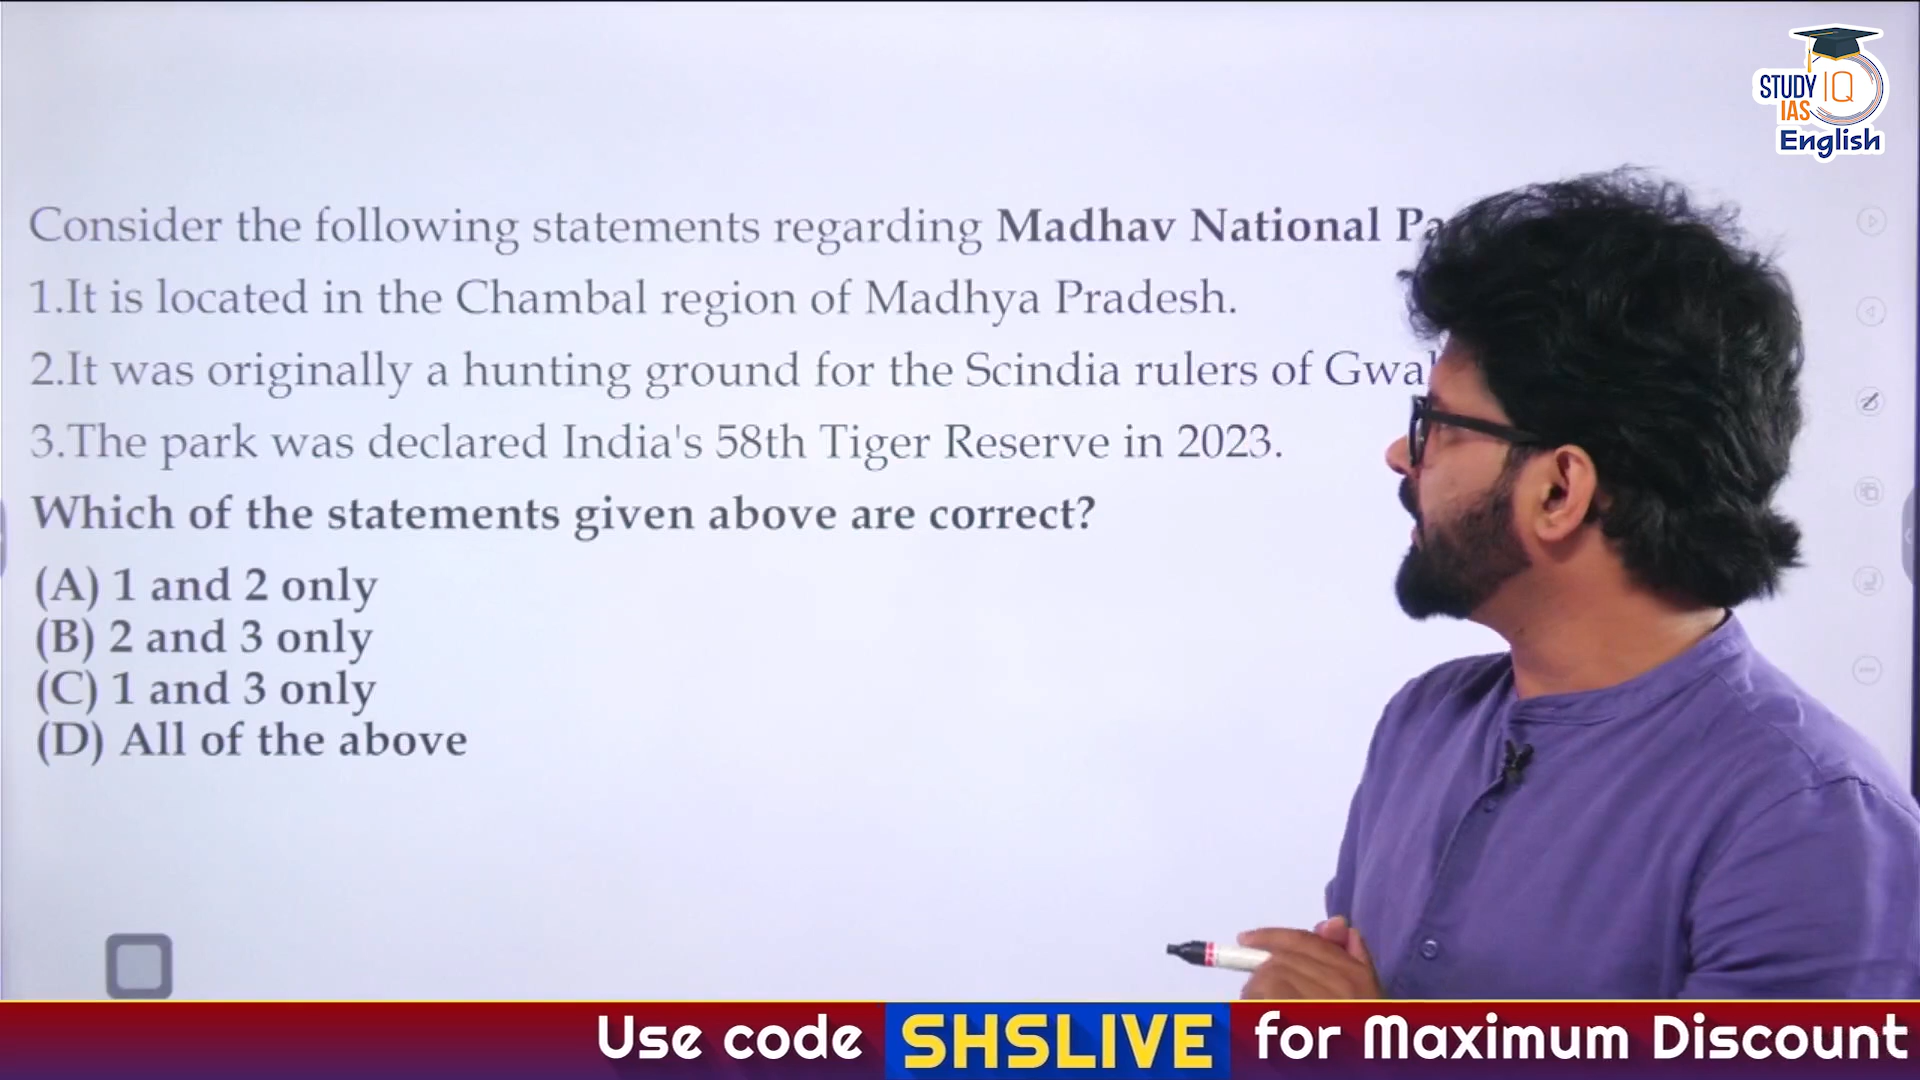 STUDY IQ
IAS
English
Consider the following statements regarding Madhav National
1.It is located in the Chambal region of Madhya Pradesh.
2.It was originally a hunting ground for the Scindia rulers of
3.The park was declared India's 58th Tiger Reserve in 2023.
Which of the statements given above are correct?
(A) 1 and 2 only
(B) 2 and 3 only
(C) 1 and 3 only
(D) All of the above
Use code SHSLIVE for Maximum Discount